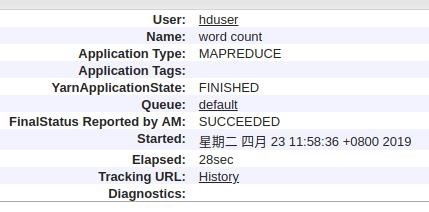 User: hduser
Name: word count
Application Type: MAPREDUCE
Application Tags:
YarnApplicationState: FINISHED
Queue: default
FinalStatus Reported by AM: SUCCEEDED
Started: 星期二 四月 23 11:58:36 +0800 2019
Elapsed: 28sec
Tracking URL: History
Diagnostics: